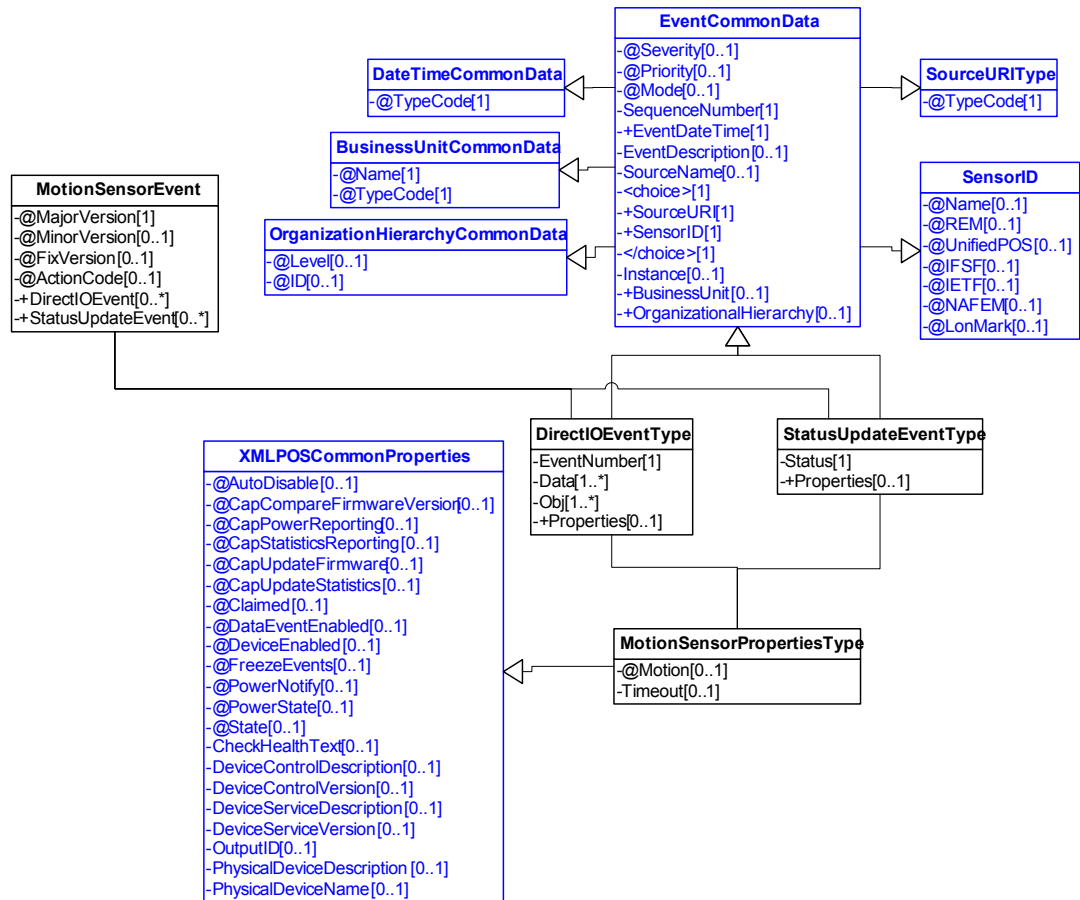 EventCommonData
-@Severity[0..1]
-@Priority[0..1]
-@Mode[0..1]
-SequenceNumber[1]
-+EventDateTime[1]
-EventDescription[0..1]
-SourceName[0..1]
-<choice>[1]
-+SourceURI[1]
-+SensorID[1]
-</choice>[1]
-Instance[0..1]
-+BusinessUnit[0..1]
-+OrganizationalHierarchy[0..1]
DateTimeCommonData
-@TypeCode[1]
SourceURIType
-@TypeCode[1]
BusinessUnitCommonData
-@Name[1]
-@TypeCode[1]
MotionSensorEvent
-@MajorVersion[1]
-@MinorVersion[0..1]
-@FixVersion[0..1]
-@ActionCode[0..1]
-+DirectIOEvent[0..*]
-+StatusUpdateEvent[0..*]
OrganizationHierarchyCommonData
-@Level[0..1]
-@ID[0..1]
SensorID
-@Name[0..1]
-@REM[0..1]
-@UnifiedPOS[0..1]
-@IFSF[0..1]
-@IETF[0..1]
-@NAFEM[0..1]
-@LonMark[0..1]
DirectIOEventType
-EventNumber[1]
-Data[1..*]
-Obj[1..*]
-+Properties[0..1]
StatusUpdateEventType
-Status[1]
-+Properties[0..1]
XMLPOSCommonProperties
-@AutoDisable[0..1]
-@CapCompareFirmwareVersion[0..1]
-@CapPowerReporting[0..1]
-@CapStatisticsReporting[0..1]
-@CapUpdateFirmware[0..1]
-@CapUpdateStatistics[0..1]
-@Claimed[0..1]
-@DataEventEnabled[0..1]
-@DeviceEnabled[0..1]
-@FreezeEvents[0..1]
-@PowerNotify[0..1]
-@PowerState[0..1]
-@State[0..1]
-CheckHealthText[0..1]
-DeviceControlDescription[0..1]
-DeviceControlVersion[0..1]
-DeviceServiceDescription[0..1]
-DeviceServiceVersion[0..1]
-OutputID[0..1]
-PhysicalDeviceDescription[0..1]
-PhysicalDeviceName[0..1]
MotionSensorPropertiesType
-@Motion[0..1]
-Timeout[0..1]